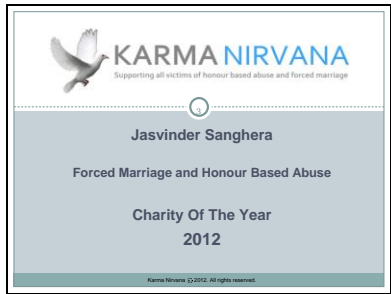 KARMA NIRVANA
Supporting all victims of honour based abuse and forced marriage
3
Jasvinder Sanghera
Forced Marriage and Honour Based Abuse
Charity Of The Year
2012
Karma Nirvana © 2012. All rights reserved.